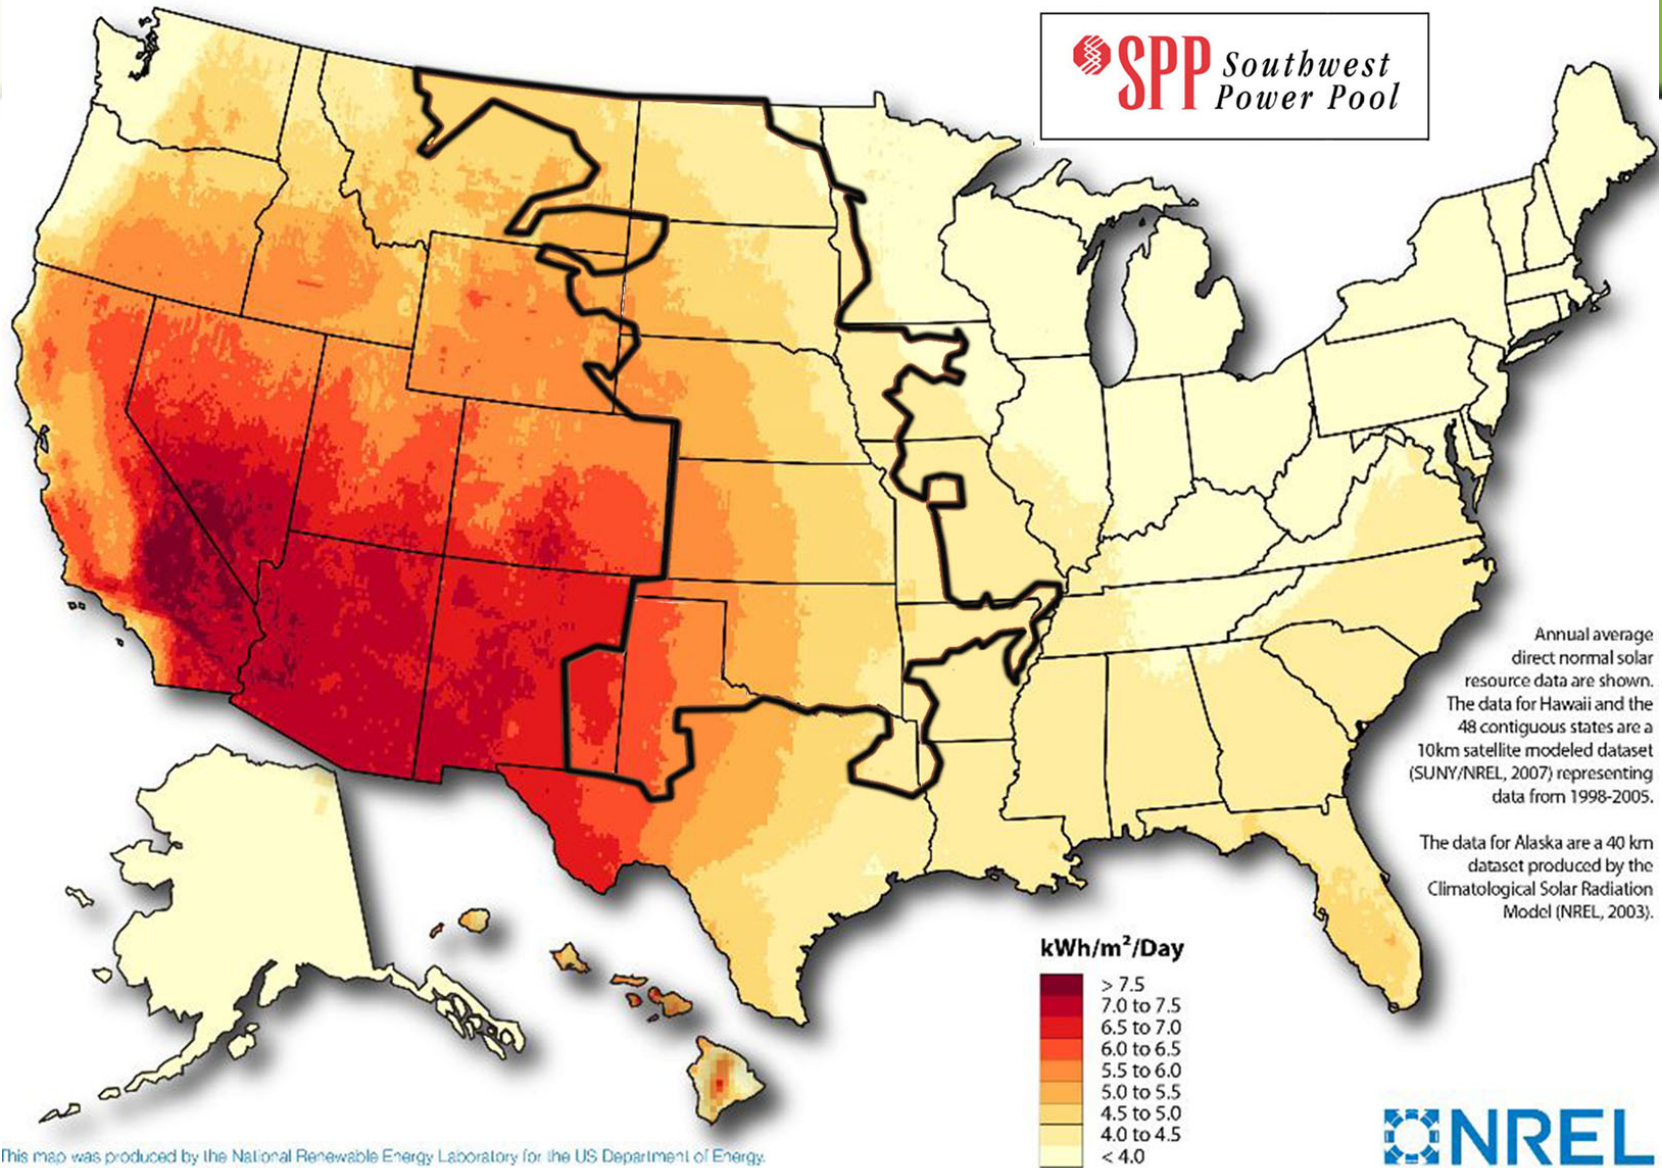 SPP Southwest
Power Pool
Annual average
direct normal solar
resource data are shown.
The data for Hawaii and the
48 contiguous states are a
10km satellite modeled dataset
(SUNY/NREL, 2007) representing
data from 1998-2005.
The data for Alaska are a 40 km
dataset produced by the
Climatological Solar Radiation
Model (NREL, 2003).
kWh/m²/Day
> 7.5
7.0 to 7.5
6.5 to 7.0
6.0 to 6.5
5.5 to 6.0
5.0 to 5.5
4.5 to 5.0
4.0 to 4.5
< 4.0
NREL
This map was produced by the National Renewable Energy Laboratory for the US Department of Energy.